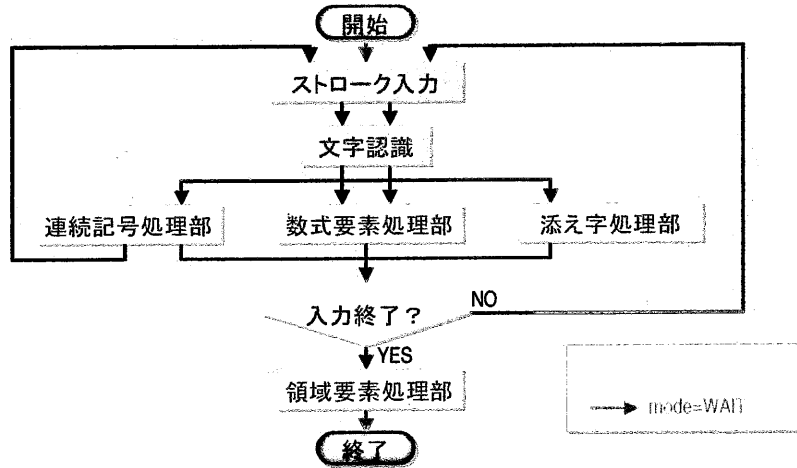 開始
ストローク入力
文字認識
連続記号処理部 数式要素処理部 添え字処理部
入力終了? NO
YES
領域要素処理部
mode=WAIT
終了